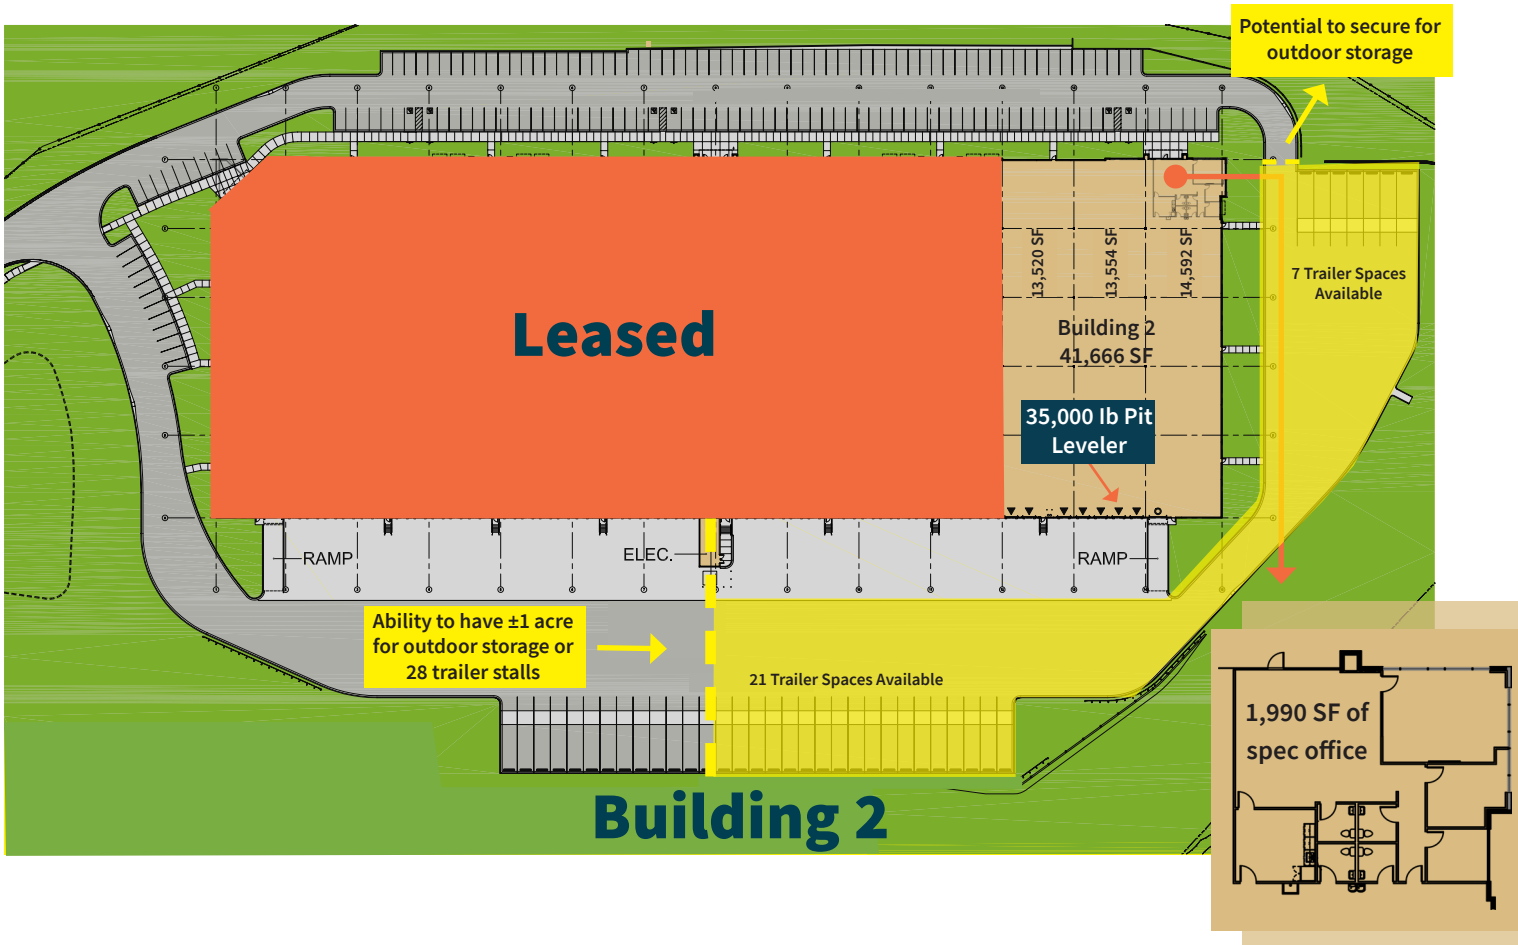 Potential to secure for
outdoor storage
13,520 SF
13,554 SF
14,592 SF
7 Trailer Spaces
Available
Leased
Building 2
41,666 SF
35,000 lb Pit
Leveler
RAMP
ELEC.
RAMP
Ability to have ±1 acre
for outdoor storage or
28 trailer stalls
21 Trailer Spaces Available
1,990 SF of
spec office
Building 2